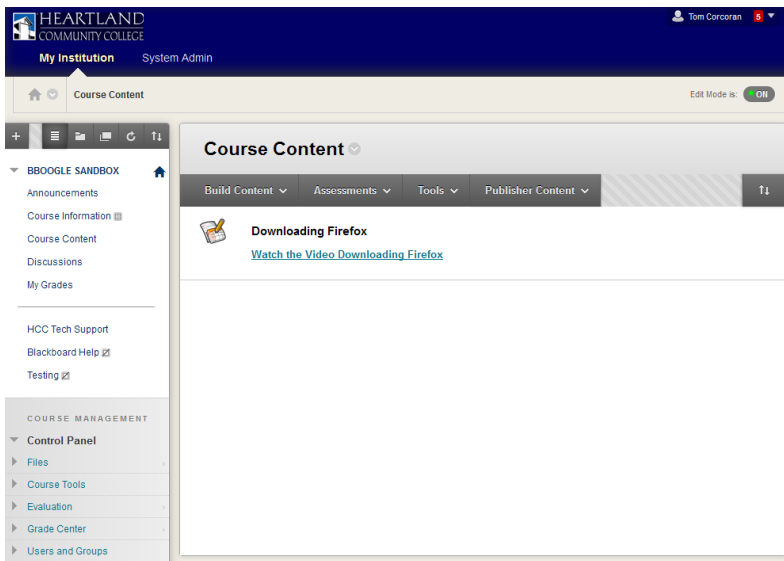 HEARTLAND
COMMUNITY COLLEGE
Tom Corcoran 5
My Institution System Admin
Course Content
Edit Mode is: ON
BBOOGLE SANDBOX
Announcements
Course Information
Course Content
Discussions
My Grades
HCC Tech Support
Blackboard Help
Testing
COURSE MANAGEMENT
Control Panel
Files
Course Tools
Evaluation
Grade Center
Users and Groups
Course Content
Build Content Assessments Tools Publisher Content
Downloading Firefox
Watch the Video Downloading Firefox